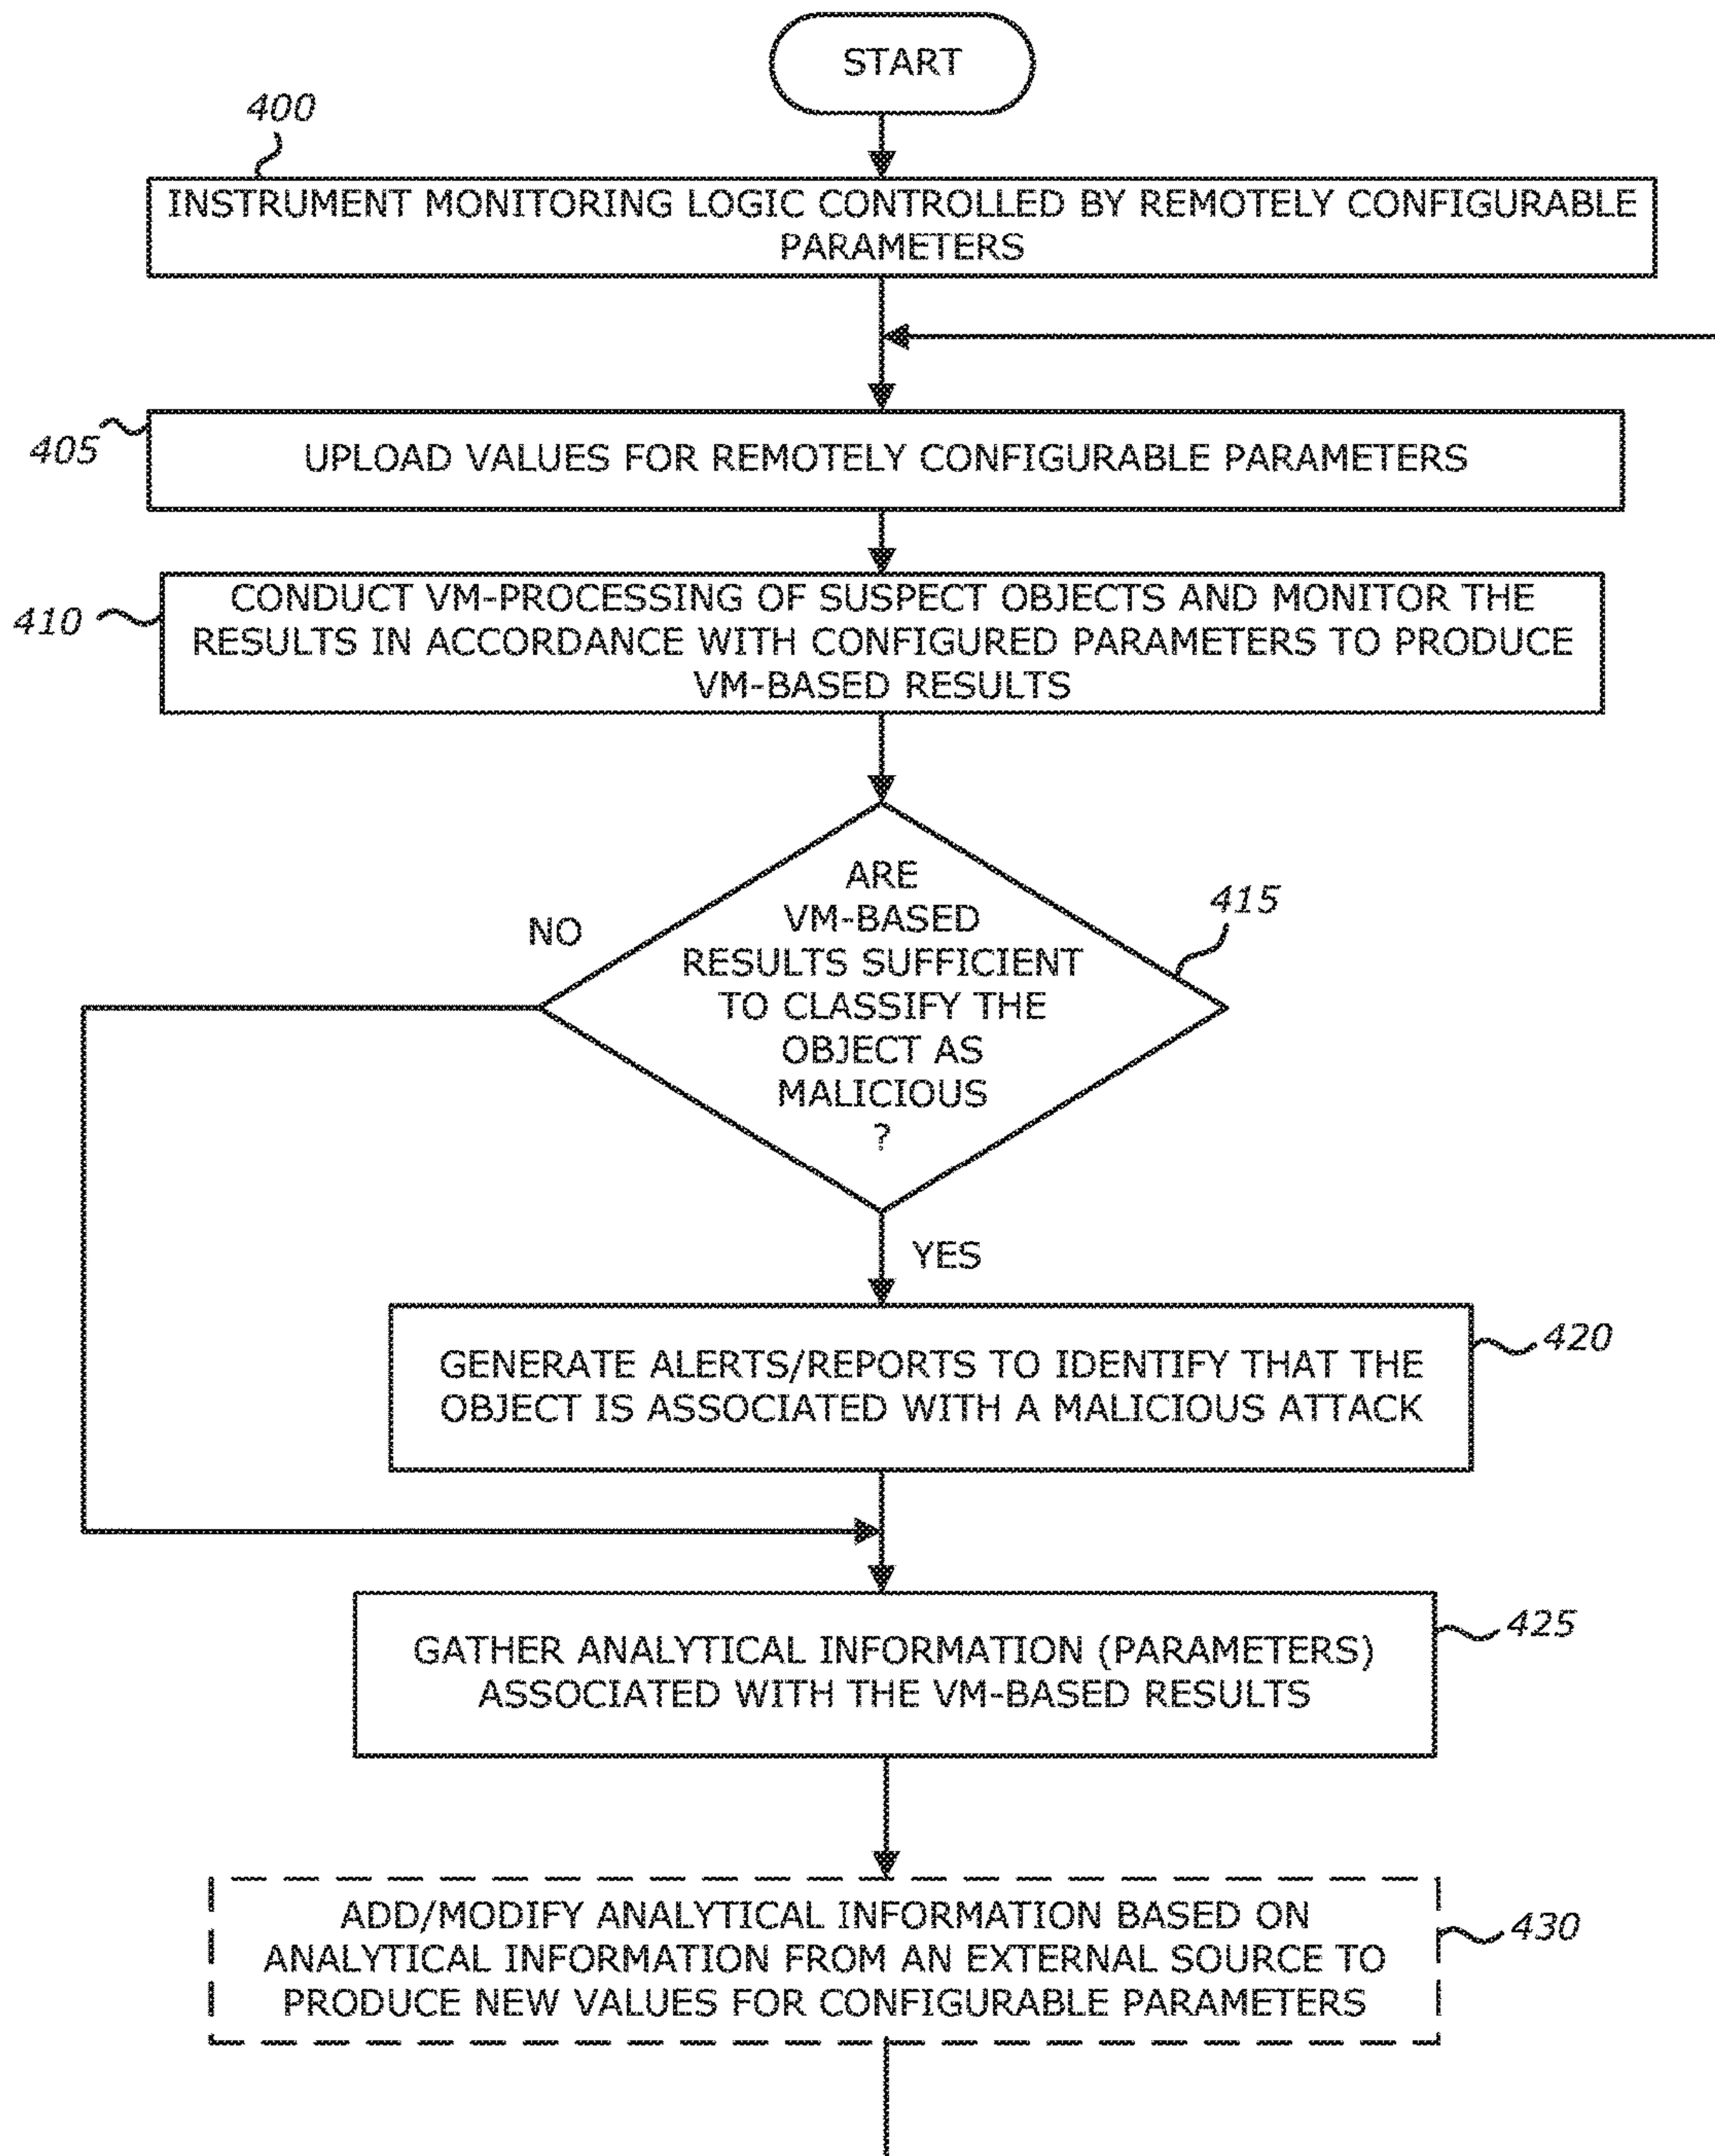 START
400
INSTRUMENT MONITORING LOGIC CONTROLLED BY REMOTELY CONFIGURABLE
PARAMETERS
405
UPLOAD VALUES FOR REMOTELY CONFIGURABLE PARAMETERS
410
CONDUCT VM-PROCESSING OF SUSPECT OBJECTS AND MONITOR THE
RESULTS IN ACCORDANCE WITH CONFIGURED PARAMETERS TO PRODUCE
VM-BASED RESULTS
415
NO
ARE
VM-BASED
RESULTS SUFFICIENT
TO CLASSIFY THE
OBJECT AS
MALICIOUS
?
YES
420
GENERATE ALERTS/REPORTS TO IDENTIFY THAT THE
OBJECT IS ASSOCIATED WITH A MALICIOUS ATTACK
425
GATHER ANALYTICAL INFORMATION (PARAMETERS)
ASSOCIATED WITH THE VM-BASED RESULTS
430
ADD/MODIFY ANALYTICAL INFORMATION BASED ON
ANALYTICAL INFORMATION FROM AN EXTERNAL SOURCE TO
PRODUCE NEW VALUES FOR CONFIGURABLE PARAMETERS